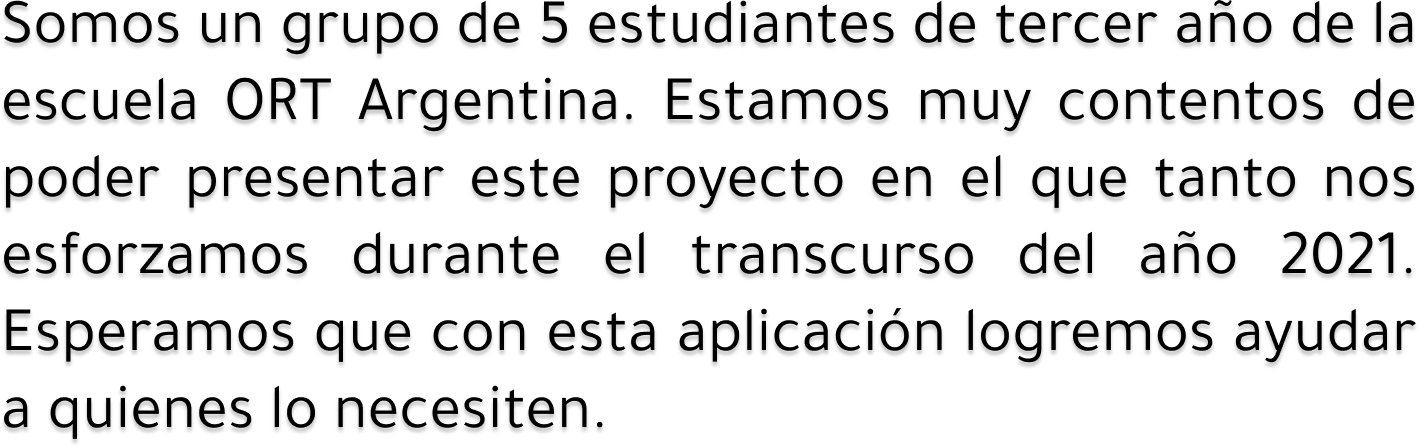 Somos un grupo de 5 estudiantes de tercer año de la
escuela ORT Argentina. Estamos muy contentos de
poder presentar este proyecto en el que tanto nos
esforzamos durante el transcurso del año 2021.
Esperamos que con esta aplicación logremos ayudar
a quienes lo necesiten.